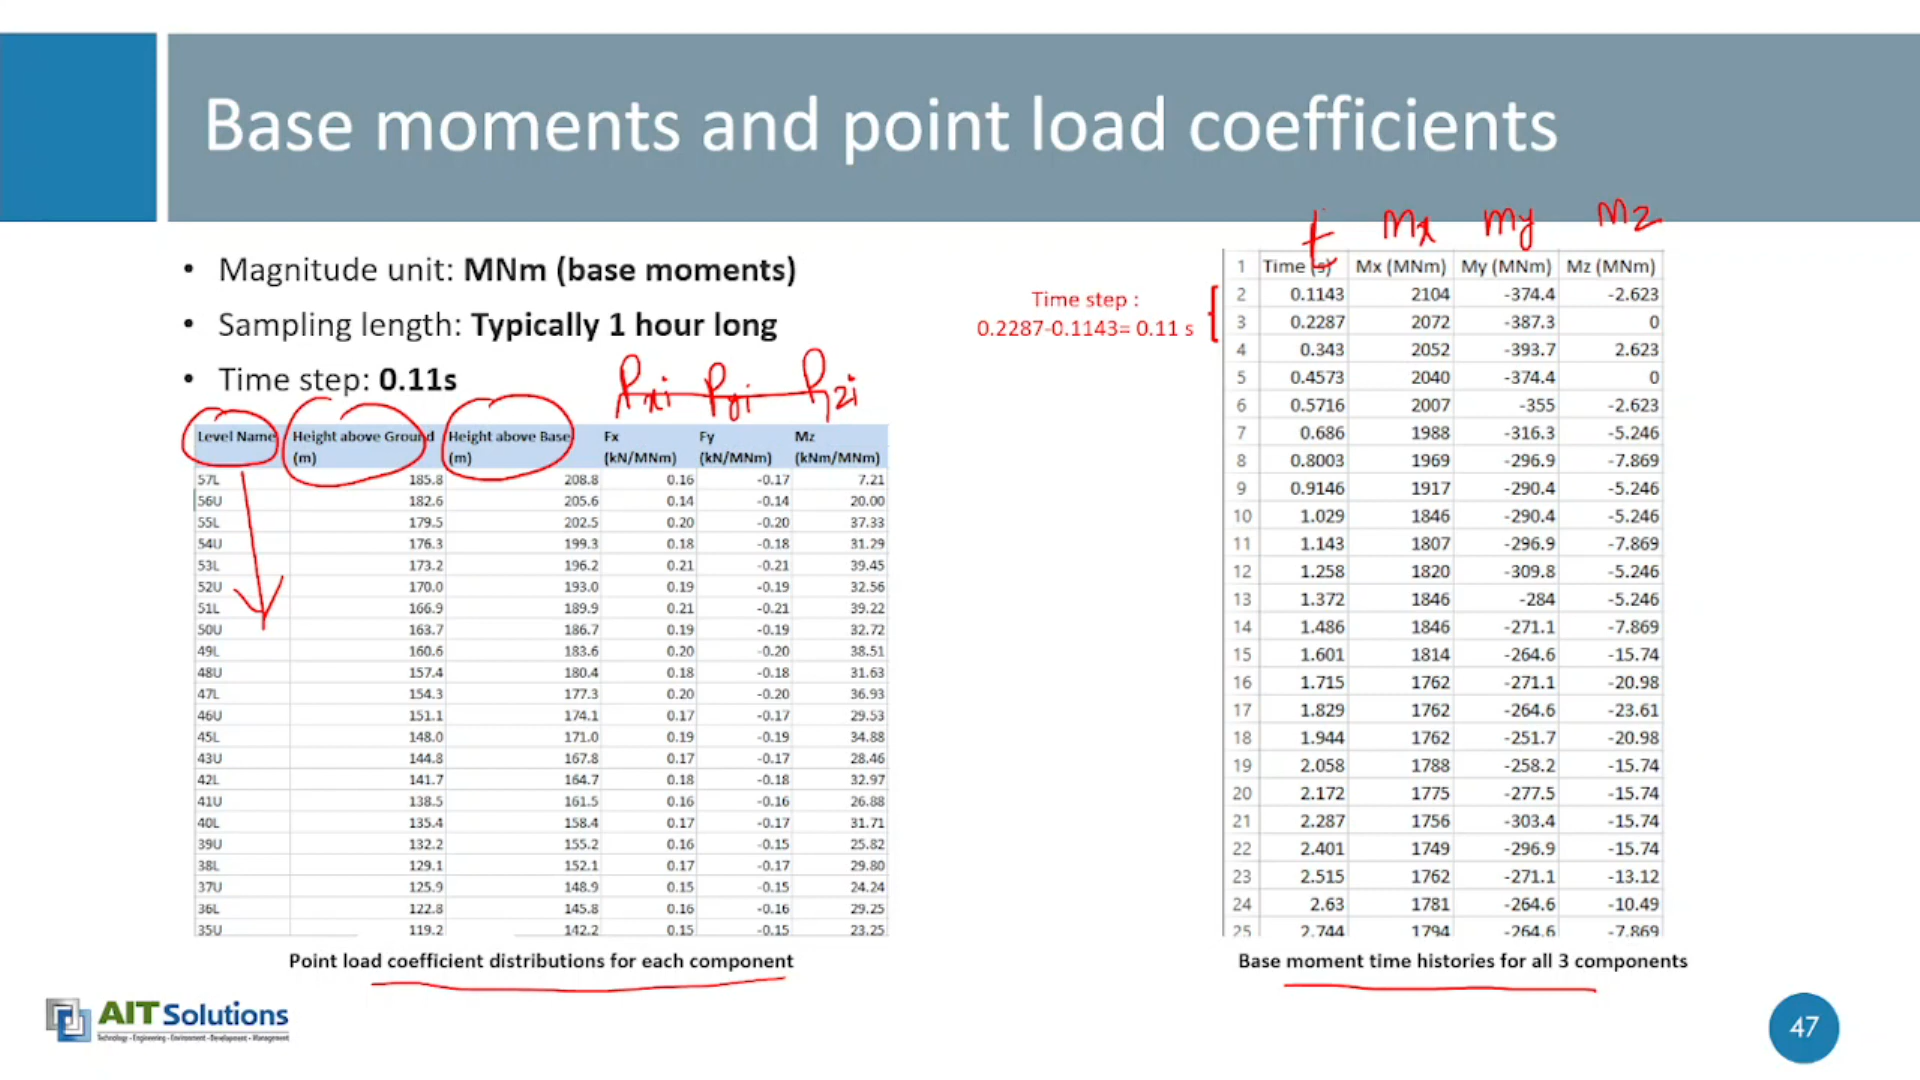 Base moments and point load coefficients
• Magnitude unit: MNm (base moments)
• Sampling length: Typically 1 hour long
• Time step: 0.11s
Pxi Pyi Pzi
Level Name Height above Ground (m) Height above Base (m) Fx (kN/MNm) Fy (kN/MNm) Mz (kNm/MNm)
57L 185.8 208.8 0.16 -0.17 7.21
56U 182.6 205.6 0.14 -0.14 20.00
55L 179.5 202.5 0.20 -0.20 37.33
54U 176.3 199.3 0.18 -0.18 31.29
53L 173.2 196.2 0.21 -0.21 39.45
52U 170.0 193.0 0.19 -0.19 32.56
51L 166.9 189.9 0.21 -0.21 39.22
50U 163.7 186.7 0.19 -0.19 32.72
49L 160.6 183.6 0.20 -0.20 38.51
48U 157.4 180.4 0.18 -0.18 31.63
47L 154.3 177.3 0.20 -0.20 36.93
46U 151.1 174.1 0.17 -0.17 29.53
45L 148.0 171.0 0.19 -0.19 34.88
43U 144.8 167.8 0.17 -0.17 28.46
42L 141.7 164.7 0.18 -0.18 32.97
41U 138.5 161.5 0.16 -0.16 26.88
40L 135.4 158.4 0.17 -0.17 31.71
39U 132.2 155.2 0.16 -0.15 25.82
38L 129.1 152.1 0.17 -0.17 29.80
37U 125.9 148.9 0.15 -0.15 24.24
36L 122.8 145.8 0.16 -0.16 29.25
35U 119.2 142.2 0.15 -0.15 23.25
Point load coefficient distributions for each component
Time step :
0.2287-0.1143= 0.11 s
t Mx My Mz
1 Time (s) Mx (MNm) My (MNm) Mz (MNm)
2 0.1143 2104 -374.4 -2.623
3 0.2287 2072 -387.3 0
4 0.343 2052 -393.7 2.623
5 0.4573 2040 -374.4 0
6 0.5716 2007 -355 -2.623
7 0.686 1988 -316.3 -5.246
8 0.8003 1969 -296.9 -7.869
9 0.9146 1917 -290.4 -5.246
10 1.029 1846 -290.4 -5.246
11 1.143 1807 -296.9 -7.869
12 1.258 1820 -309.8 -5.246
13 1.372 1846 -284 -5.246
14 1.486 1846 -271.1 -7.869
15 1.601 1814 -264.6 -15.74
16 1.715 1762 -271.1 -20.98
17 1.829 1762 -264.6 -23.61
18 1.944 1762 -251.7 -20.98
19 2.058 1788 -258.2 -15.74
20 2.172 1775 -277.5 -15.74
21 2.287 1756 -303.4 -15.74
22 2.401 1749 -296.9 -15.74
23 2.515 1762 -271.1 -13.12
24 2.63 1781 -264.6 -10.49
25 2.744 1794 -264.6 -7.869
Base moment time histories for all 3 components
AIT Solutions
Technology - Engineering - Environment - Development - Management
47